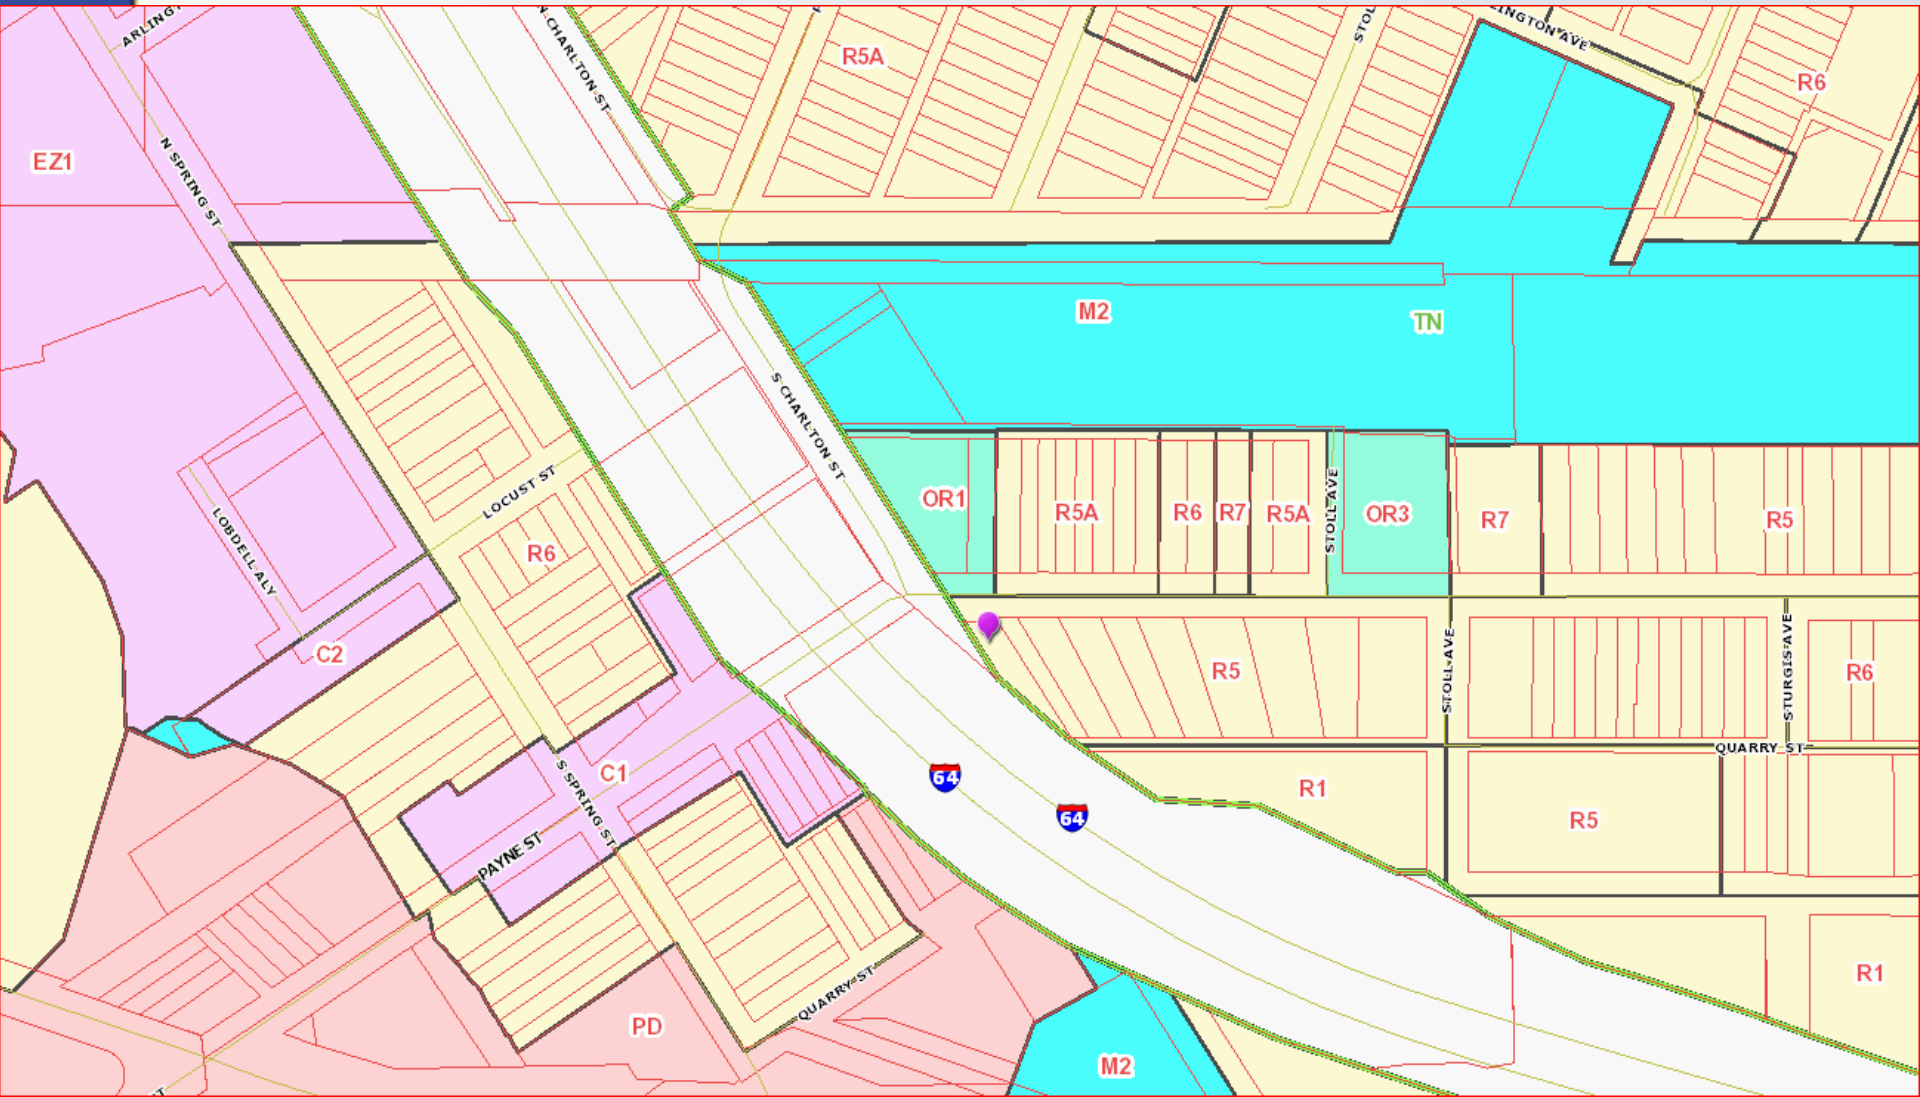 ARLING
N CHARLTON ST
R5A
STOL
LINGTON AVE
R6
EZ1
N SPRING ST
M2
TN
S CHARLTON ST
LOCUST ST
OR1
R5A
R6
R7
R5A
STOLL AVE
OR3
R7
R5
LOBDELL ALY
R6
C2
R5
STOLL AVE
STURGIS AVE
R6
QUARRY ST
C1
64
64
R1
S SPRING ST
R5
PAYNE ST
QUARRY ST
R1
PD
M2
ST